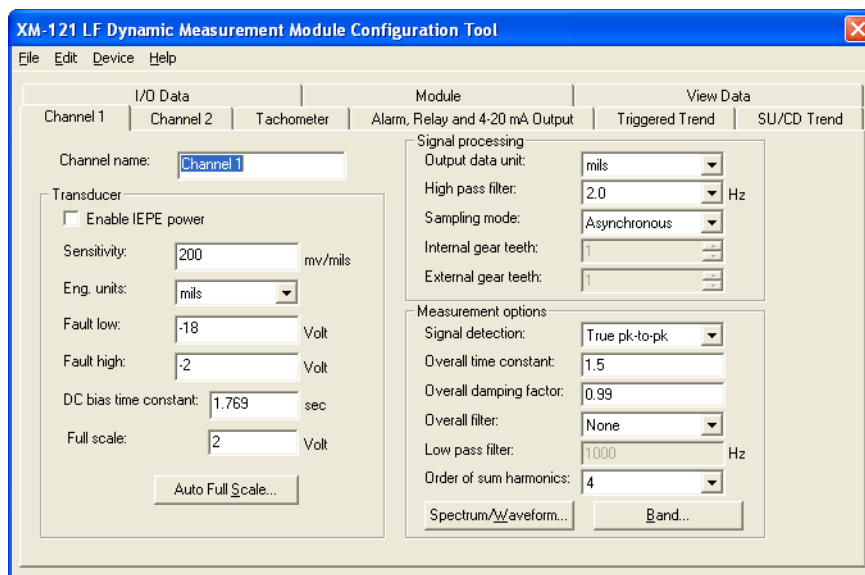 XM-121 LF Dynamic Measurement Module Configuration Tool
File Edit Device Help
I/O Data Module View Data
Channel 1 Channel 2 Tachometer Alarm, Relay and 4-20 mA Output Triggered Trend SU/CD Trend
Channel name: Channel 1
Transducer
Enable IEPE power
Sensitivity: 200 mv/mils
Eng. units: mils
Fault low: -18 Volt
Fault high: -2 Volt
DC bias time constant: 1.769 sec
Full scale: 2 Volt
Auto Full Scale...
Signal processing
Output data unit: mils
High pass filter: 2.0 Hz
Sampling mode: Asynchronous
Internal gear teeth: 1
External gear teeth: 1
Measurement options
Signal detection: True pk-to-pk
Overall time constant: 1.5
Overall damping factor: 0.99
Overall filter: None
Low pass filter: 1000 Hz
Order of sum harmonics: 4
Spectrum/Waveform... Band...